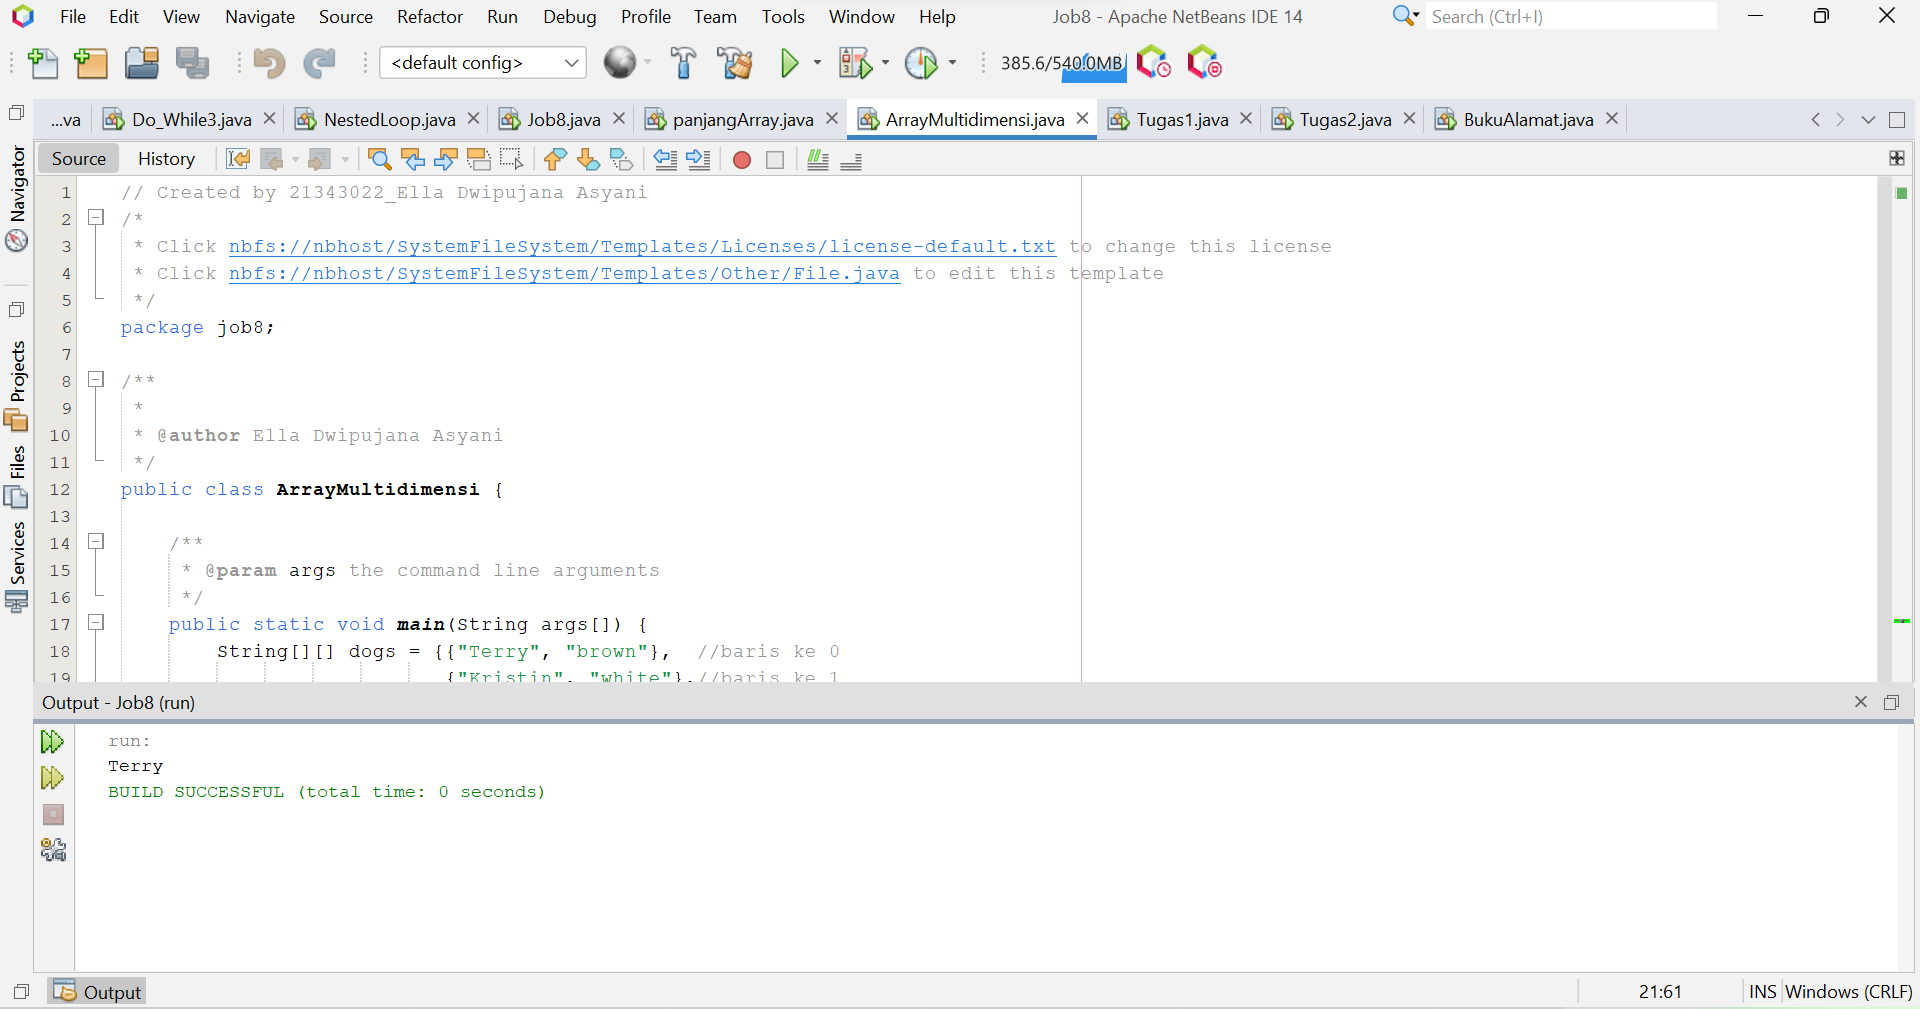 File Edit View Navigate Source Refactor Run Debug Profile Team Tools Window Help Job8 - Apache NetBeans IDE 14 Search (Ctrl+I)
<default config> 385.6/540.0MB
...va Do_While3.java NestedLoop.java Job8.java panjangArray.java ArrayMultidimensi.java Tugas1.java Tugas2.java BukuAlamat.java
Source History
Navigator
Projects
Files
Services
1 // Created by 21343022_Ella Dwipujana Asyani
2 /*
3 * Click nbfs://nbhost/SystemFileSystem/Templates/Licenses/license-default.txt to change this license
4 * Click nbfs://nbhost/SystemFileSystem/Templates/Other/File.java to edit this template
5 */
6 package job8;
7
8 /**
9 *
10 * @author Ella Dwipujana Asyani
11 */
12 public class ArrayMultidimensi {
13
14 /**
15 * @param args the command line arguments
16 */
17 public static void main(String args[]) {
18 String[][] dogs = {{"Terry", "brown"}, //baris ke 0
19 {"Kristin", "white"},//baris ke 1
Output - Job8 (run)
run:
Terry
BUILD SUCCESSFUL (total time: 0 seconds)
Output 21:61 INS Windows (CRLF)